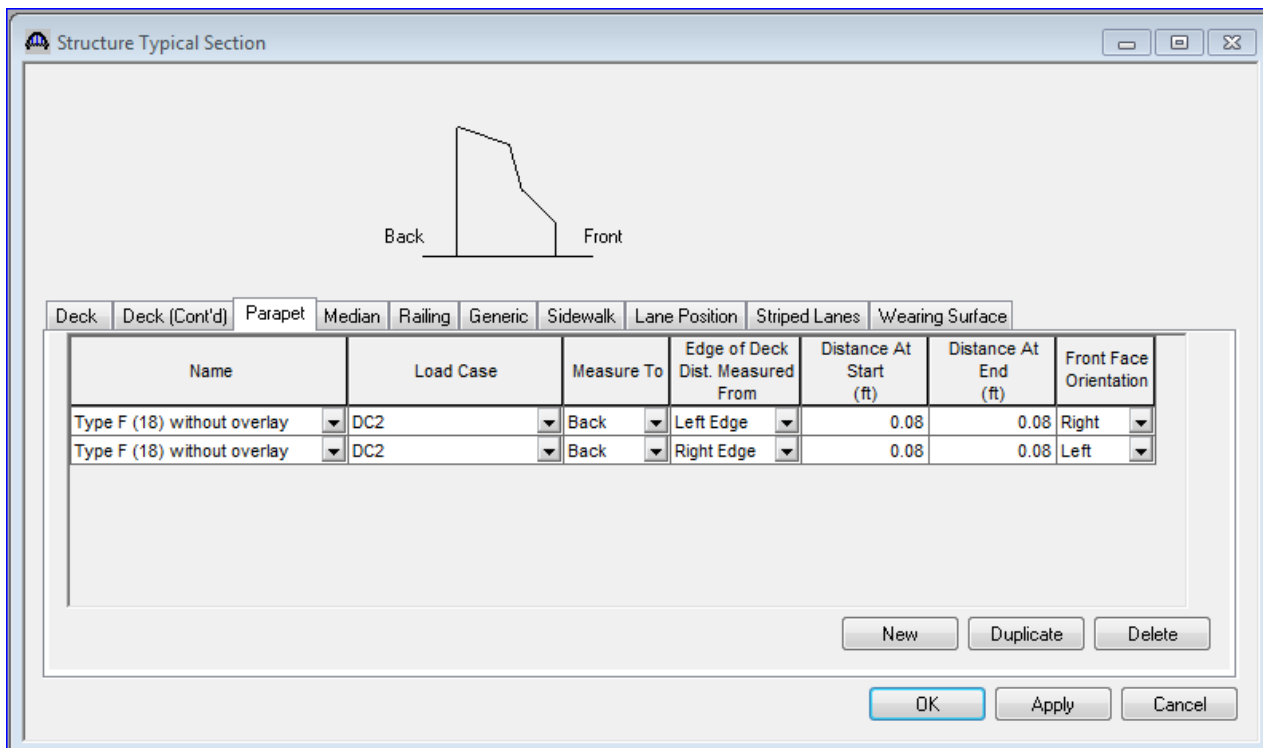 Structure Typical Section
Back Front
Deck Deck (Cont'd) Parapet Median Railing Generic Sidewalk Lane Position Striped Lanes Wearing Surface
Name Load Case Measure To Edge of Deck Dist. Measured From Distance At Start (ft) Distance At End (ft) Front Face Orientation
Type F (18) without overlay DC2 Back Left Edge 0.08 0.08 Right
Type F (18) without overlay DC2 Back Right Edge 0.08 0.08 Left
New Duplicate Delete
OK Apply Cancel